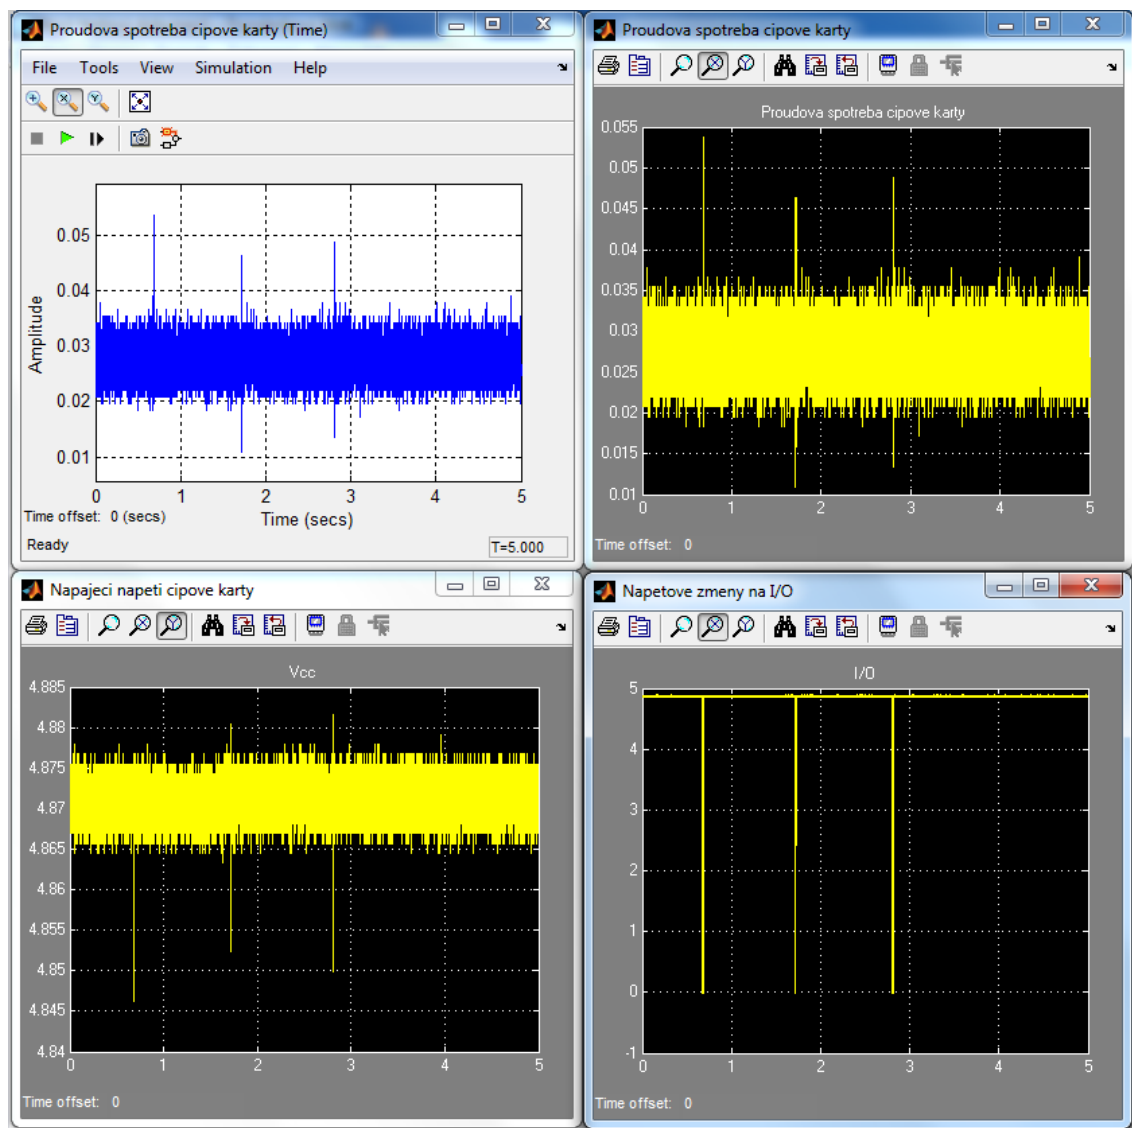 Proudova spotreba cipove karty (Time)
File Tools View Simulation Help
0.05
0.04
0.03
0.02
0.01
Amplitude
0 1 2 3 4 5
Time offset: 0 (secs)
Time (secs)
Ready
T=5.000
Proudova spotreba cipove karty
Proudova spotreba cipove karty
0.055
0.05
0.045
0.04
0.035
0.03
0.025
0.02
0.015
0.01
0 1 2 3 4 5
Time offset: 0
Napajeci napeti cipove karty
Vcc
4.885
4.88
4.875
4.87
4.865
4.86
4.855
4.85
4.845
4.84
0 1 2 3 4 5
Time offset: 0
Napetove zmeny na I/O
I/O
5
4
3
2
1
0
-1
0 1 2 3 4 5
Time offset: 0